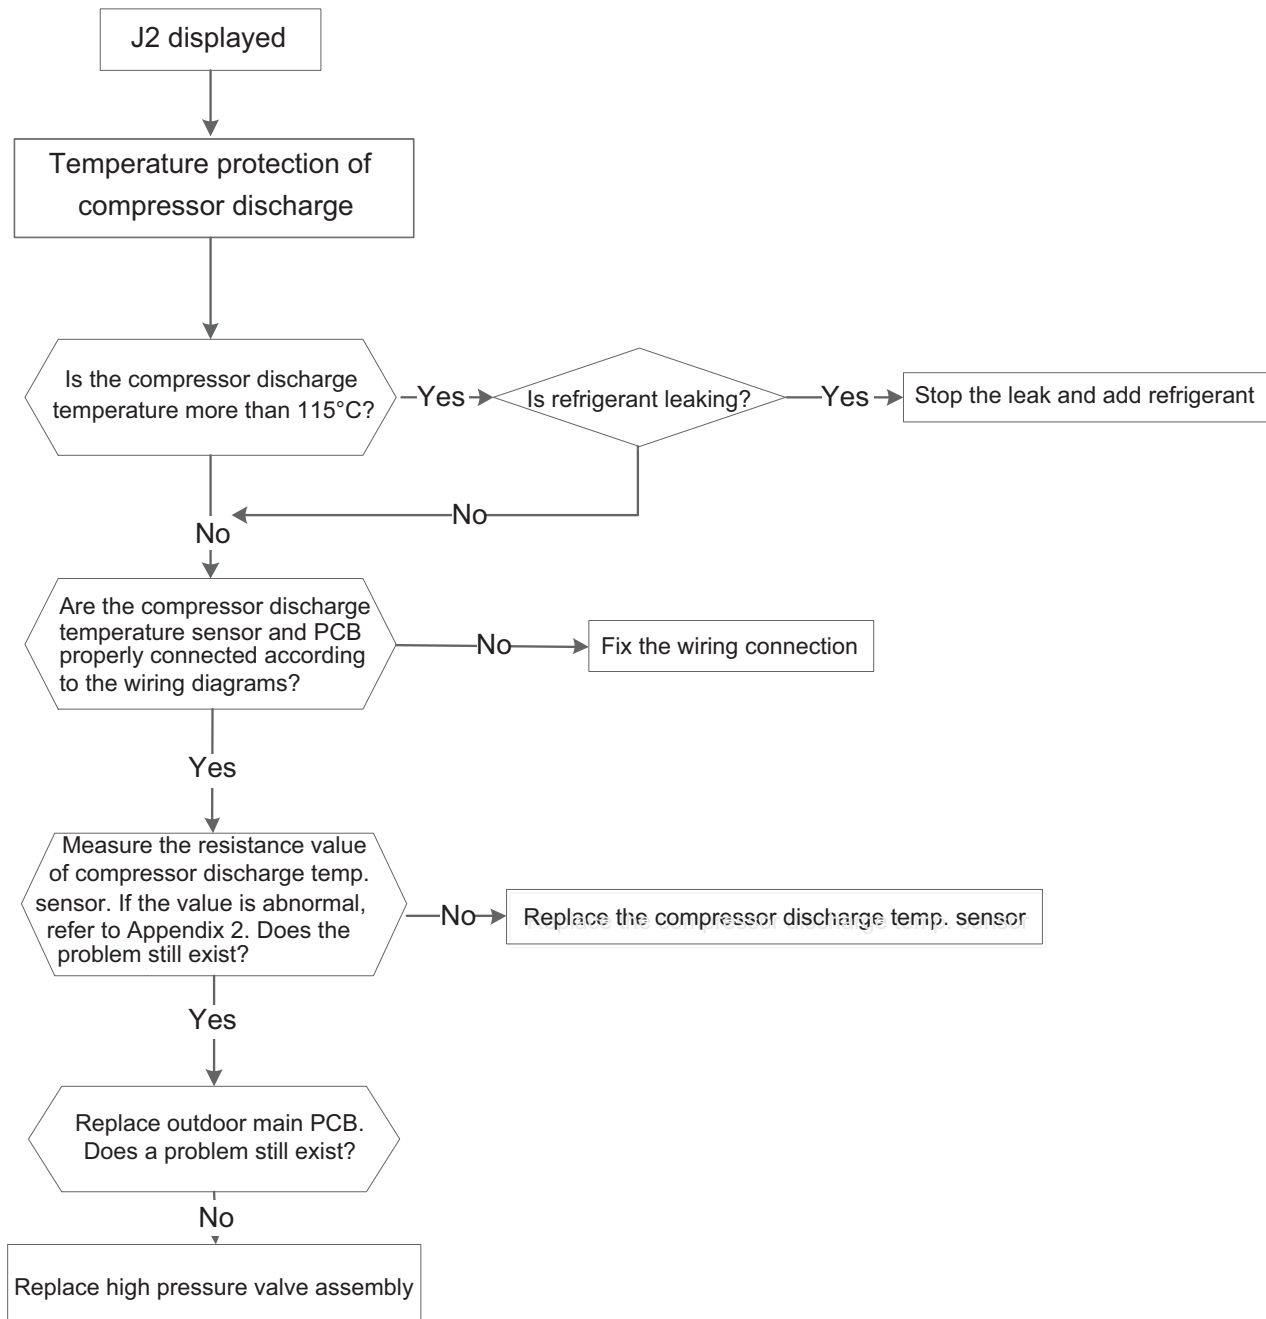 J2 displayed
Temperature protection of
compressor discharge
Is the compressor discharge
temperature more than 115°C?
Yes
Is refrigerant leaking?
Yes
Stop the leak and add refrigerant
No
No
Are the compressor discharge
temperature sensor and PCB
properly connected according
to the wiring diagrams?
No
Fix the wiring connection
Yes
Measure the resistance value
of compressor discharge temp.
sensor. If the value is abnormal,
refer to Appendix 2. Does the
problem still exist?
No
Replace the compressor discharge temp. sensor
Yes
Replace outdoor main PCB.
Does a problem still exist?
No
Replace high pressure valve assembly